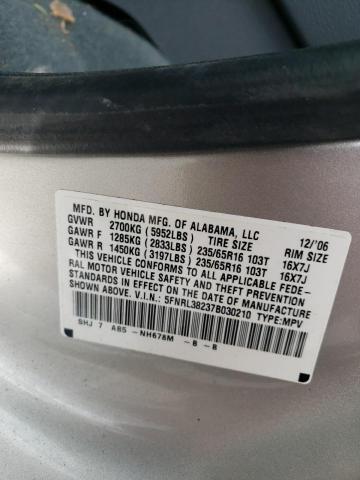 MFD. BY HONDA MFG. OF ALABAMA, LLC 12/'06
GVWR 2700KG (5952LBS) TIRE SIZE RIM SIZE
GAWR F 1285KG (2833LBS) 235/65R16 103T 16X7J
GAWR R 1450KG (3197LBS) 235/65R16 103T 16X7J
THIS VEHICLE CONFORMS TO ALL APPLICABLE FEDE-
RAL MOTOR VEHICLE SAFETY AND THEFT PREVENTION
STANDARDS IN EFFECT ON THE DATE OF MANUFACTURE
SHOWN ABOVE. V.I.N.: 5FNRL38237B030210 TYPE:MPV
SHJ 7 AB5 -NH678M -B -B